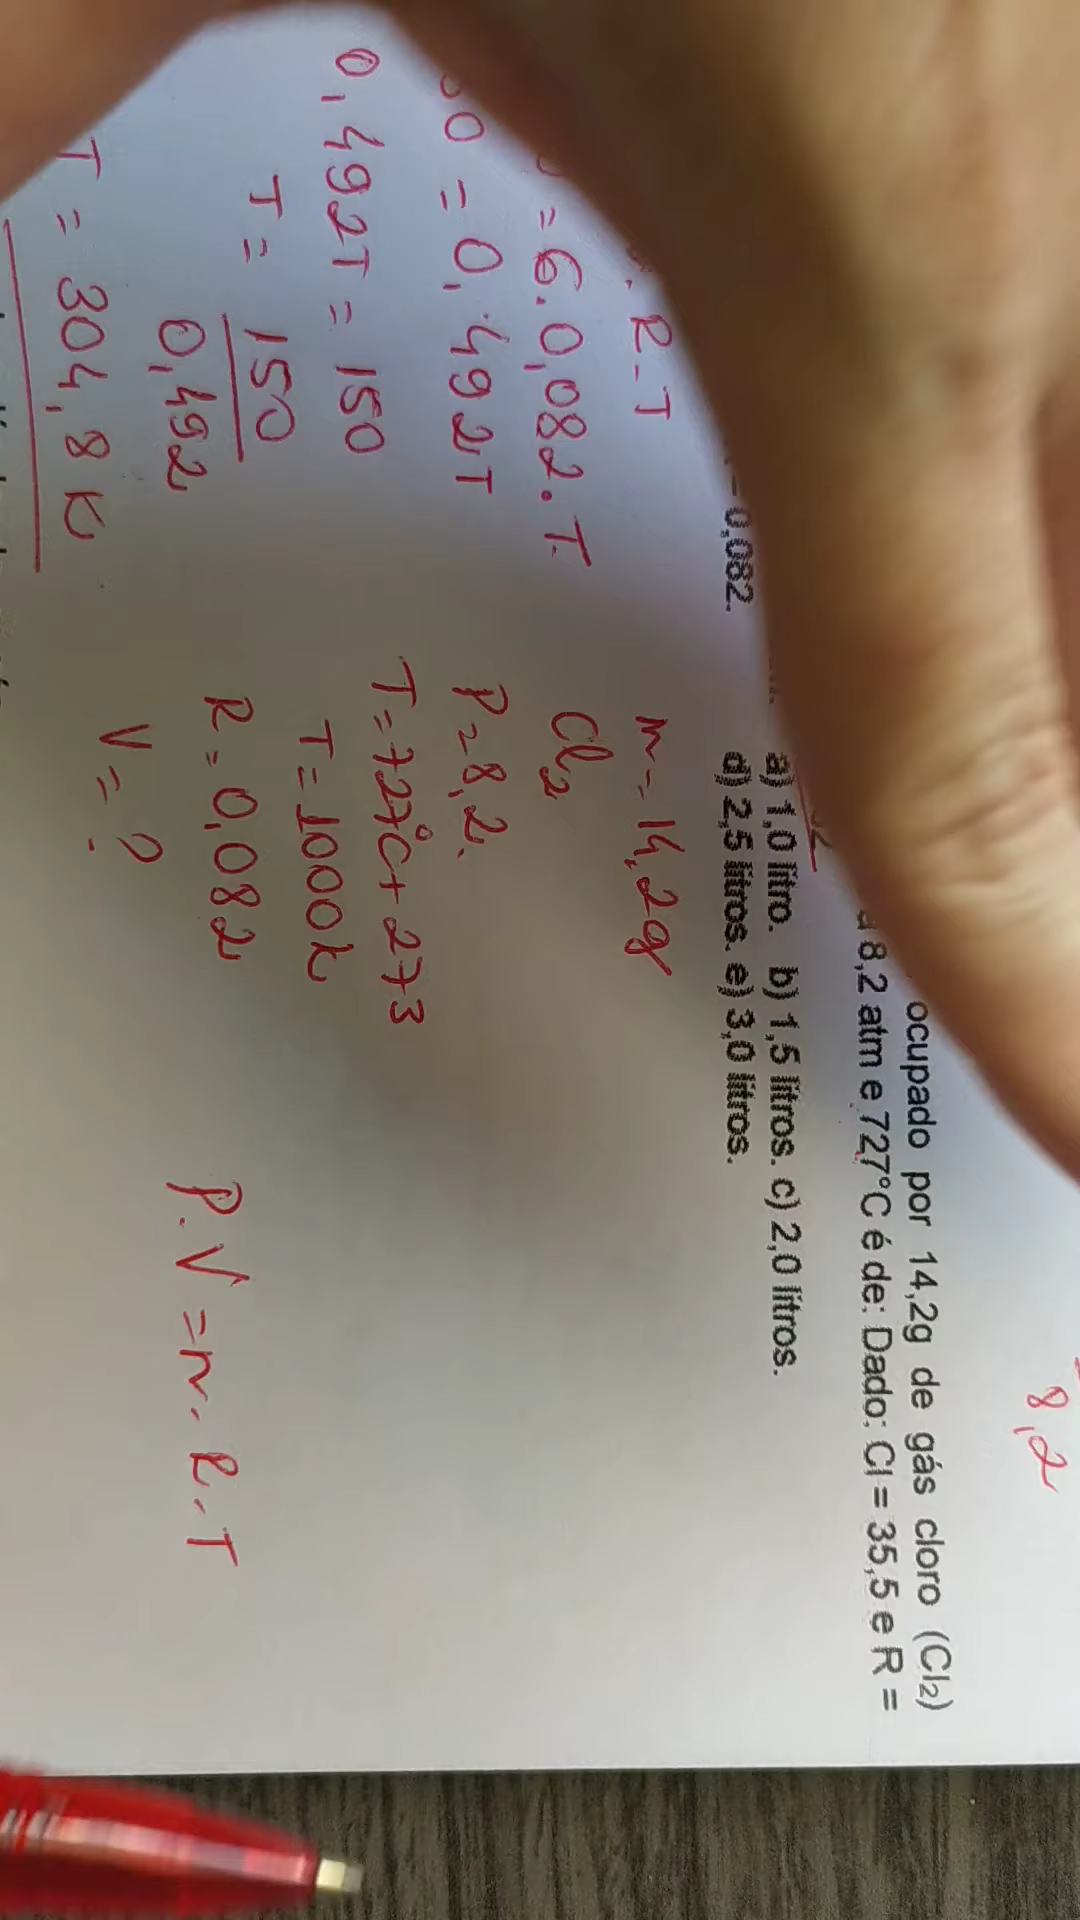 8,2
ocupado por 14,2g de gás cloro (Cl₂)
8,2 atm e 727°C é de: Dado: Cl = 35,5 e R =
a) 1,0 litro. b) 1,5 litros. c) 2,0 litros.
d) 2,5 litros. e) 3,0 litros.
0,082.
. R.T
= 6.0,082.T
= 0,492T
0,492T = 150
T = 150
0,492
T = 304,8 K
m = 14,2g
Cl₂
P = 8,2.
T = 727°C + 273
T = 1000k
R = 0,082
V = ?
P.V = n.R.T